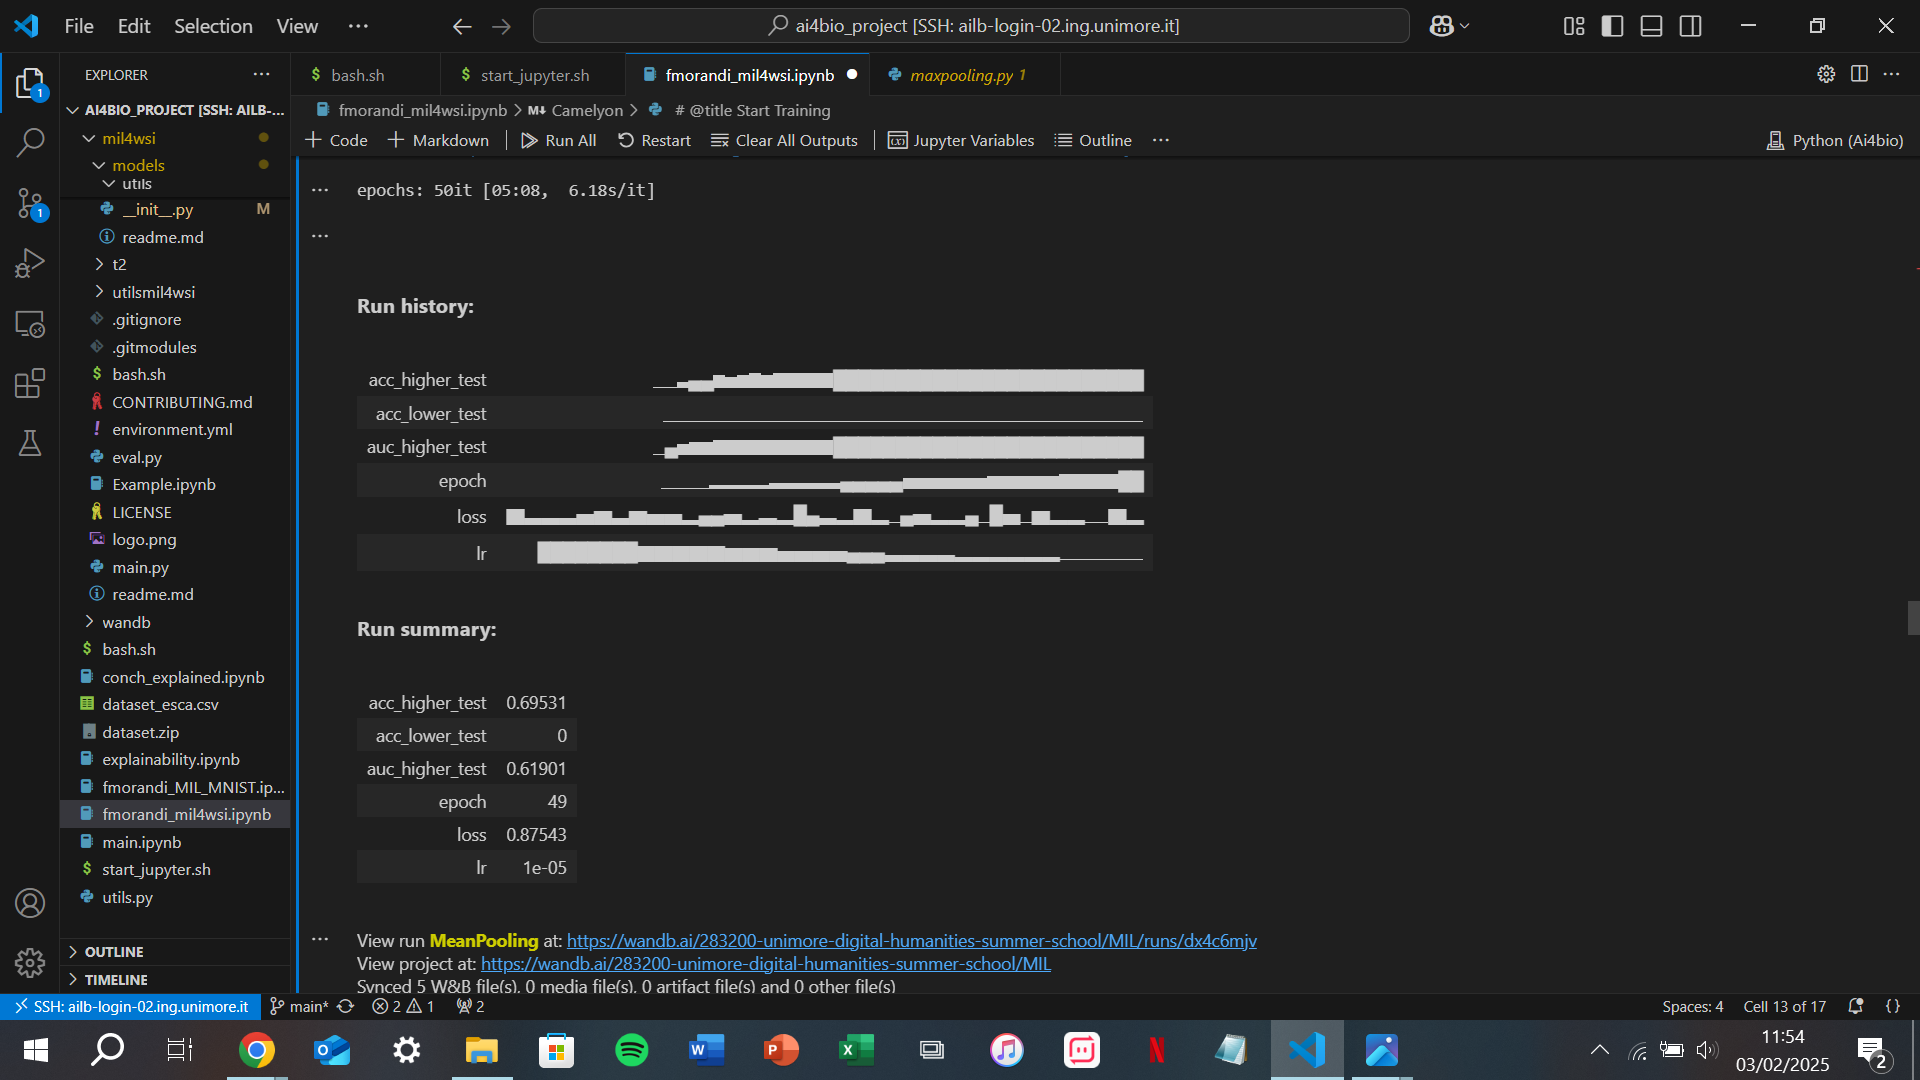 File Edit Selection View ···
ai4bio_project [SSH: ailb-login-02.ing.unimore.it]
EXPLORER
bash.sh
start_jupyter.sh
fmorandi_mil4wsi.ipynb
maxpooling.py 1
fmorandi_mil4wsi.ipynb > M↓ Camelyon > # @title Start Training
+ Code + Markdown Run All Restart Clear All Outputs Jupyter Variables Outline ···
Python (Ai4bio)
AI4BIO_PROJECT [SSH: AILB-...
mil4wsi
models
utils
__init__.py M
readme.md
t2
utilsmil4wsi
.gitignore
.gitmodules
bash.sh
CONTRIBUTING.md
environment.yml
eval.py
Example.ipynb
LICENSE
logo.png
main.py
readme.md
wandb
bash.sh
conch_explained.ipynb
dataset_esca.csv
dataset.zip
explainability.ipynb
fmorandi_MIL_MNIST.ip...
fmorandi_mil4wsi.ipynb
main.ipynb
start_jupyter.sh
utils.py
OUTLINE
TIMELINE
epochs: 50it [05:08, 6.18s/it]
Run history:
acc_higher_test
acc_lower_test
auc_higher_test
epoch
loss
lr
Run summary:
acc_higher_test 0.69531
acc_lower_test 0
auc_higher_test 0.61901
epoch 49
loss 0.87543
lr 1e-05
View run MeanPooling at: https://wandb.ai/283200-unimore-digital-humanities-summer-school/MIL/runs/dx4c6mjv
View project at: https://wandb.ai/283200-unimore-digital-humanities-summer-school/MIL
Synced 5 W&B file(s), 0 media file(s), 0 artifact file(s) and 0 other file(s)
SSH: ailb-login-02.ing.unimore.it main* 2 1 2
Spaces: 4 Cell 13 of 17
11:54
03/02/2025
2